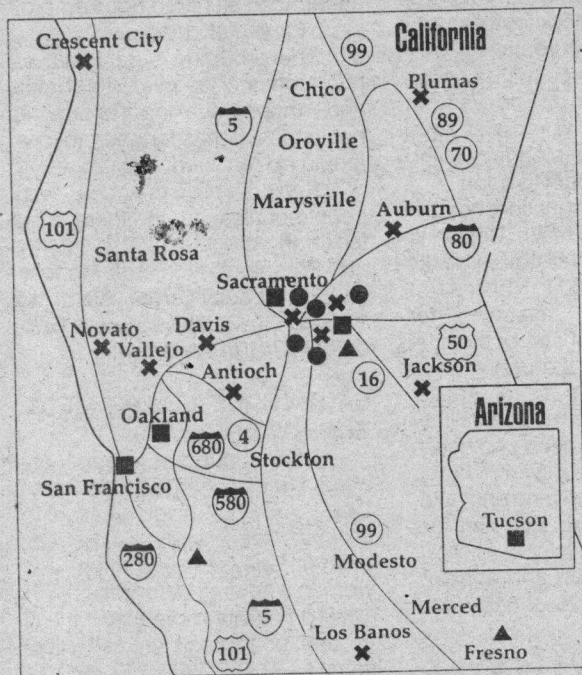 California
Crescent City
99
Chico
Plumas
5
89
Oroville
70
Marysville
Auburn
101
80
Santa Rosa
Sacramento
Novato
Davis
50
Vallejo
Antioch
16
Jackson
Oakland
680
4
Arizona
Stockton
San Francisco
580
99
Tucson
280
Modesto
5
Merced
101
Los Banos
Fresno